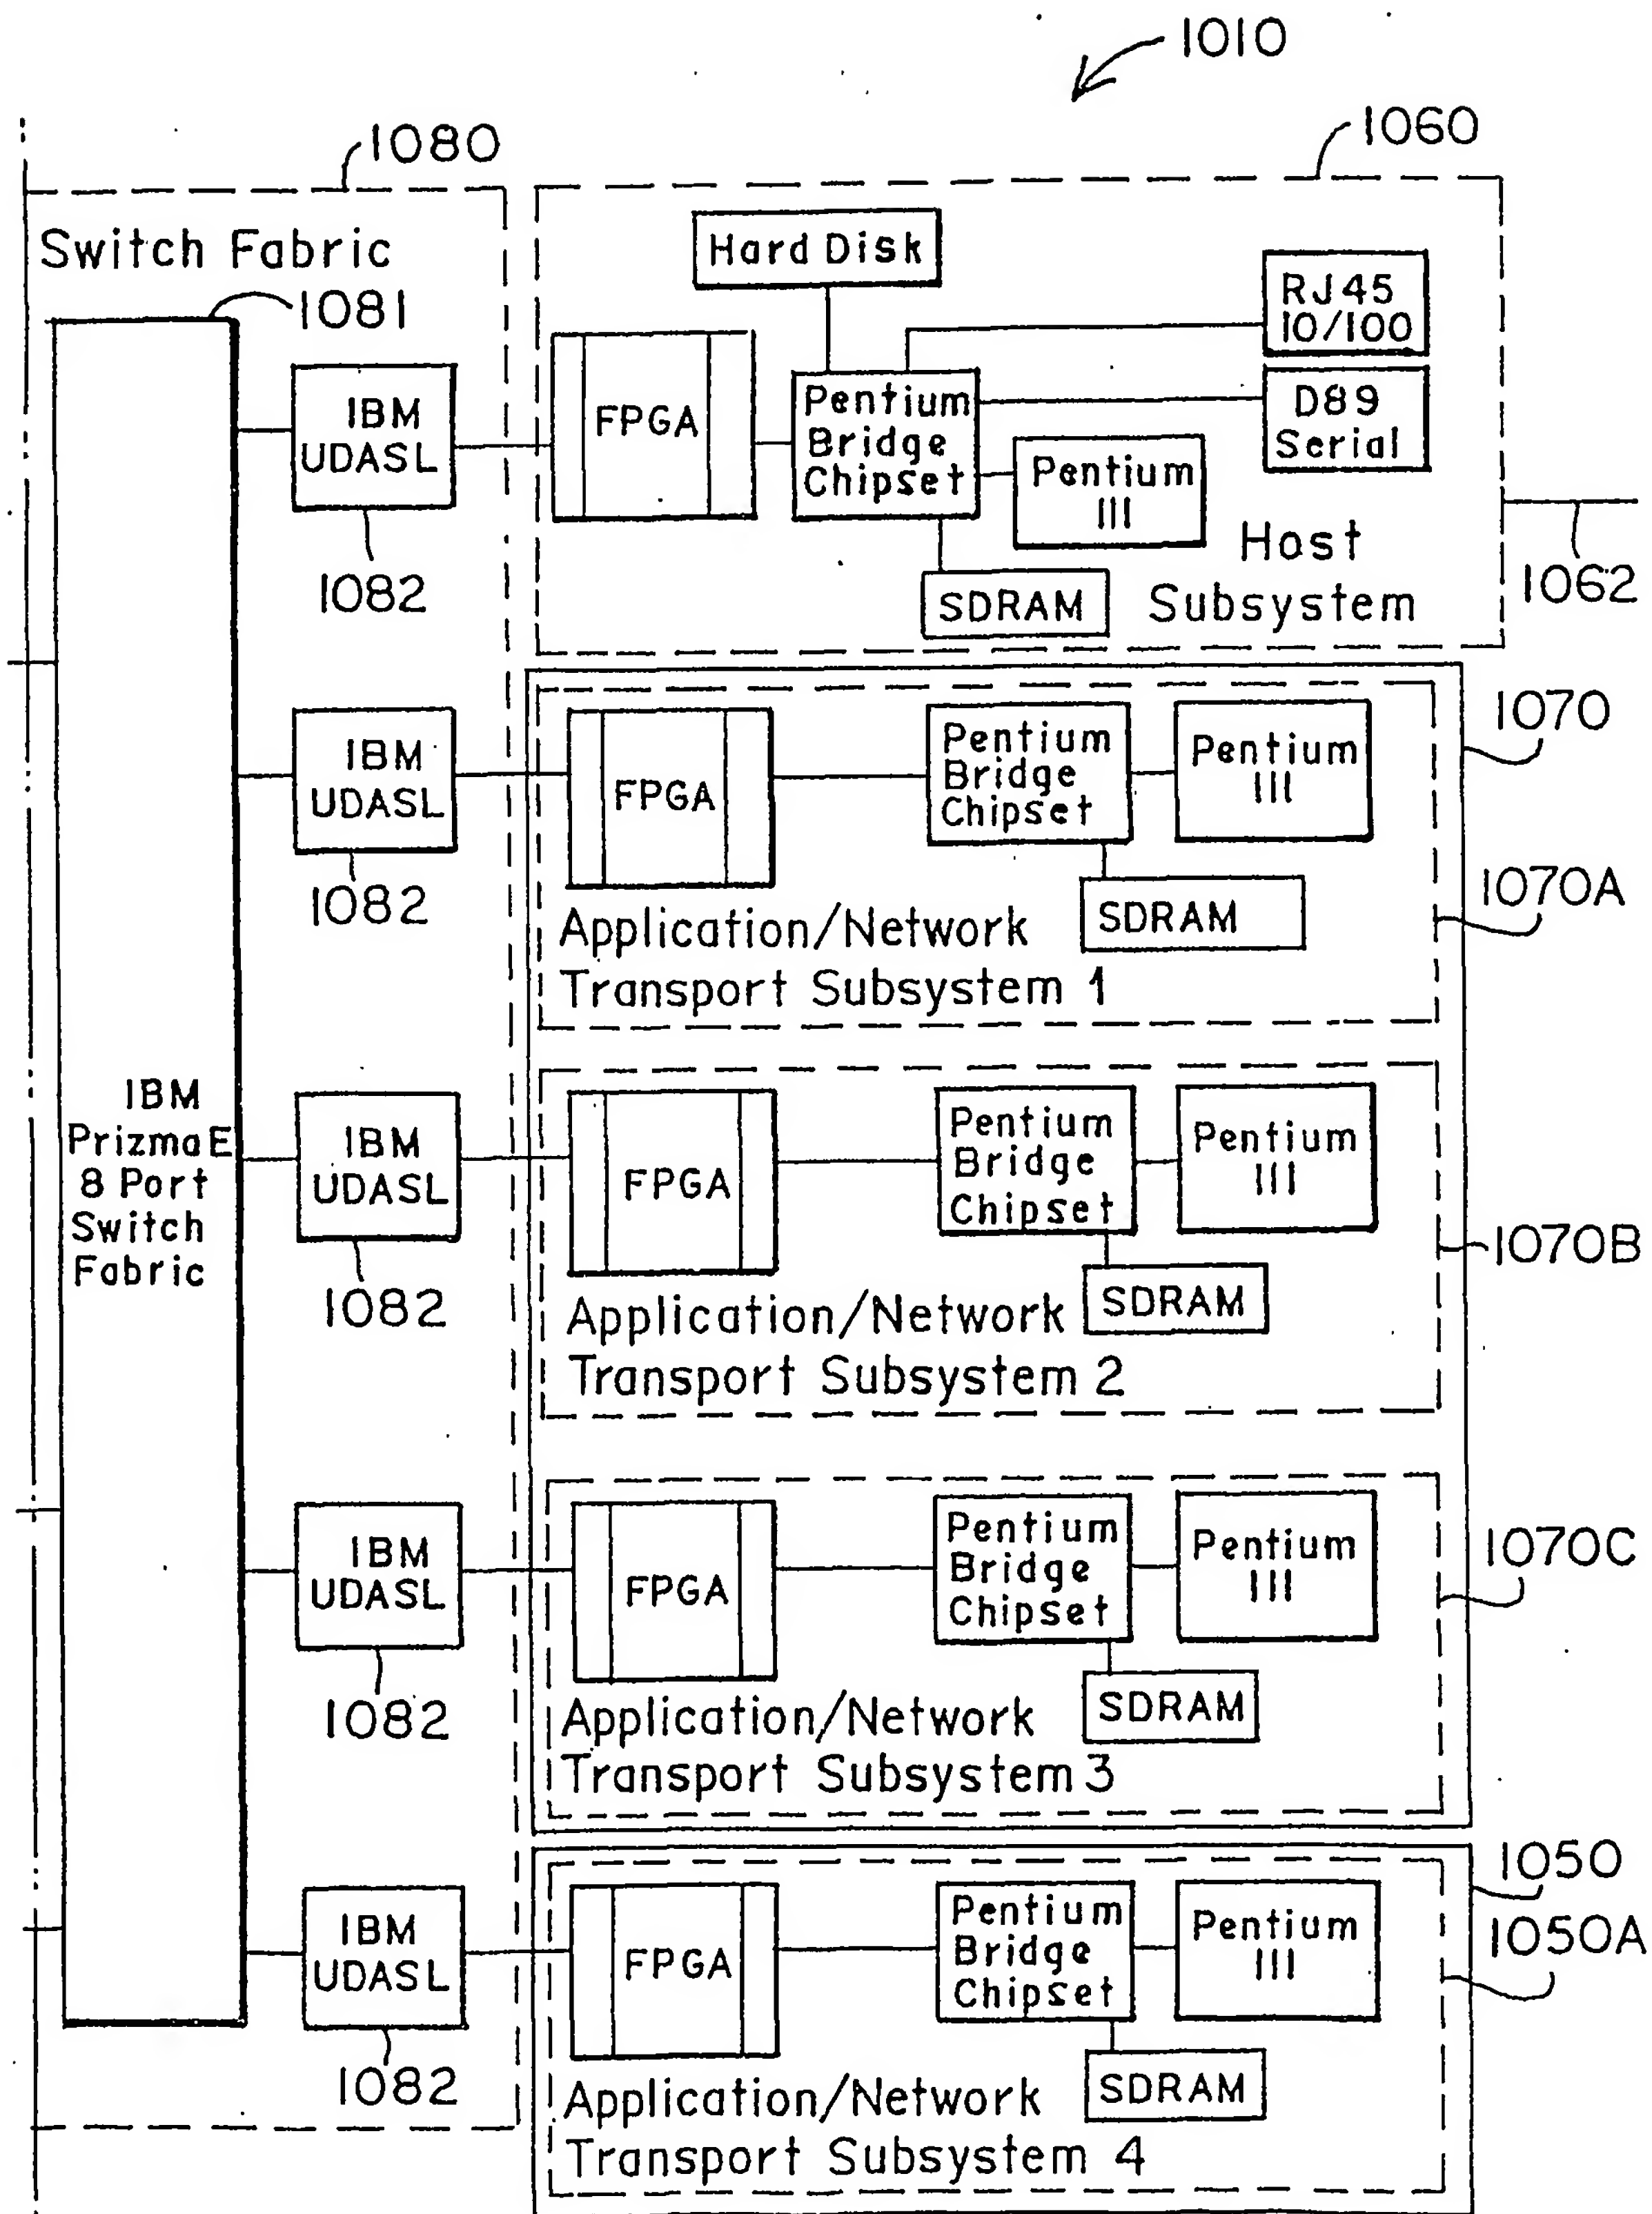 1010
1080
1060
Switch Fabric
1081
Hard Disk
RJ45
10/100
IBM
UDASL
FPGA
Pentium
Bridge
Chipset
D89
Serial
Pentium
III
1082
SDRAM
Host
Subsystem
1062
IBM
UDASL
1082
FPGA
Pentium
Bridge
Chipset
Pentium
III
1070
SDRAM
1070A
Application/Network
Transport Subsystem 1
IBM
Prizma E
8 Port
Switch
Fabric
IBM
UDASL
1082
FPGA
Pentium
Bridge
Chipset
Pentium
III
1070B
SDRAM
Application/Network
Transport Subsystem 2
IBM
UDASL
1082
FPGA
Pentium
Bridge
Chipset
Pentium
III
1070C
SDRAM
Application/Network
Transport Subsystem 3
1050
IBM
UDASL
1082
FPGA
Pentium
Bridge
Chipset
Pentium
III
1050A
SDRAM
Application/Network
Transport Subsystem 4